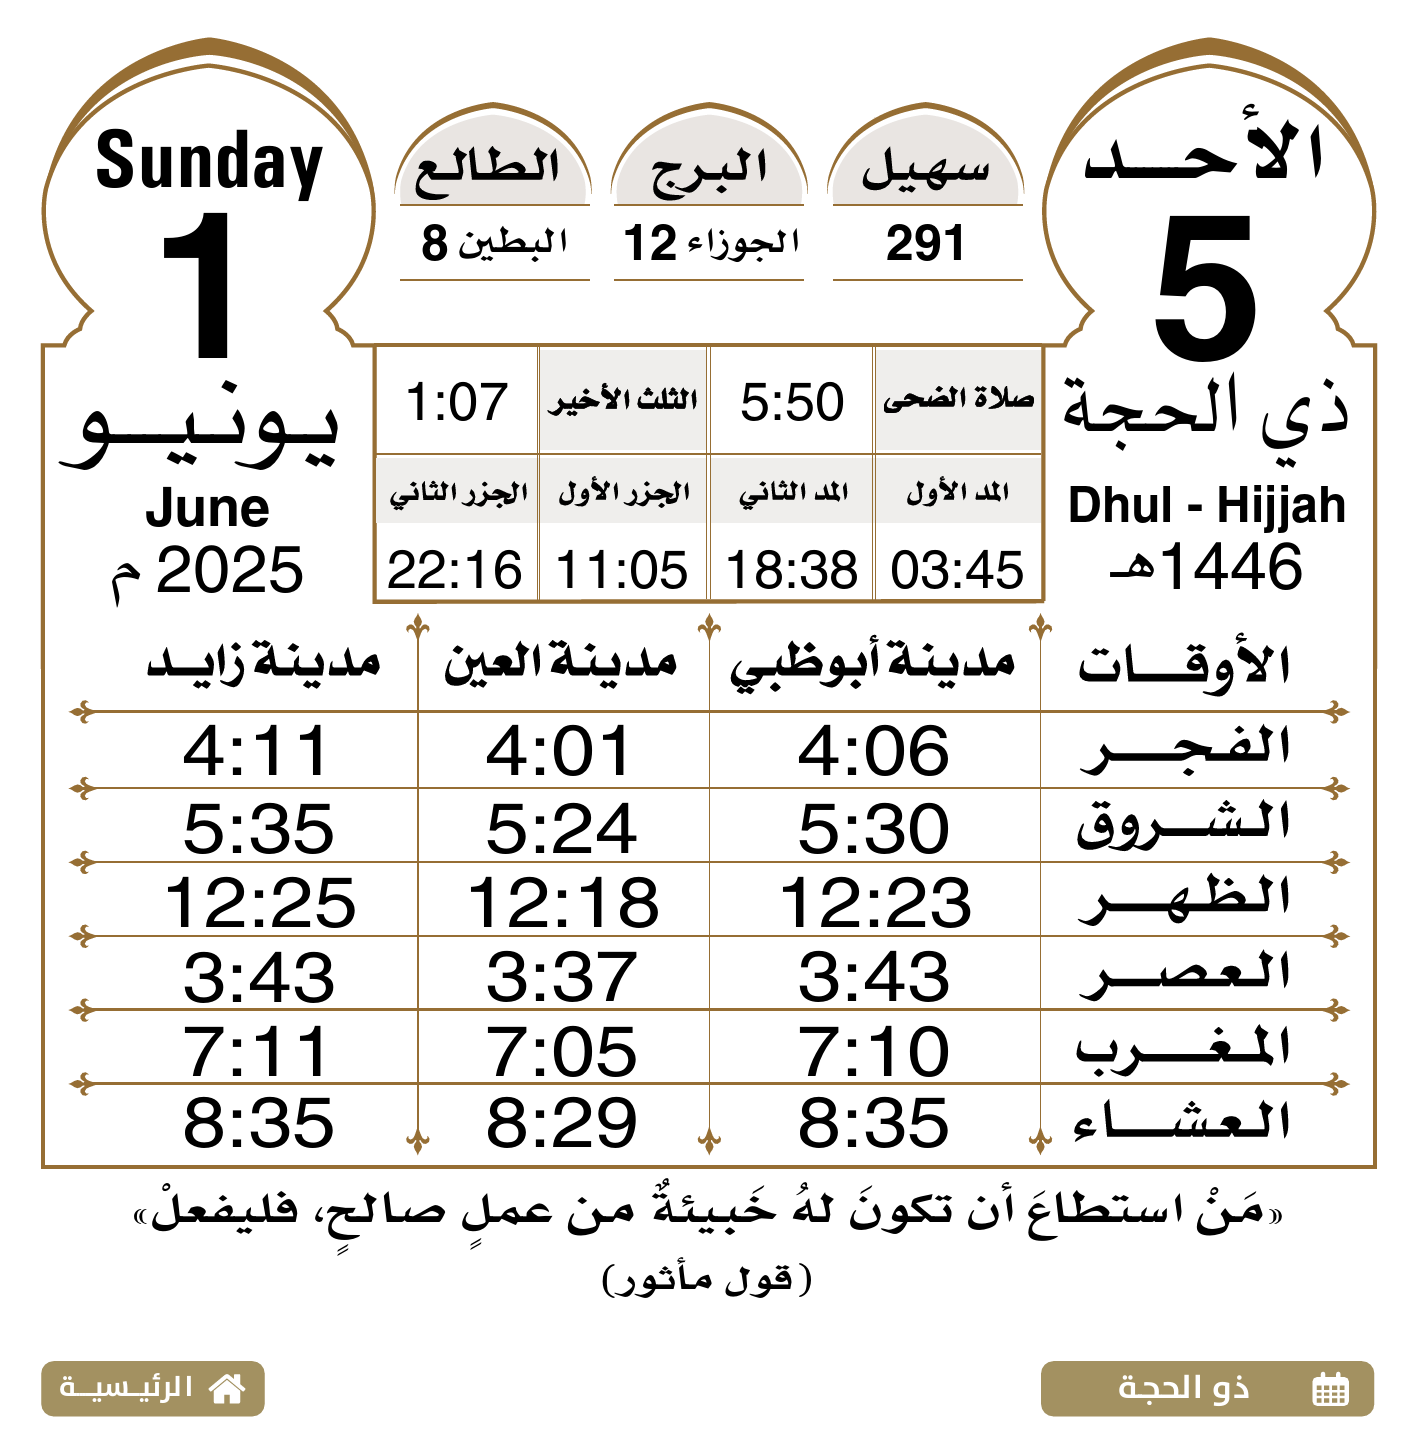 الأحد
5
ذي الحجة
Dhul - Hijjah
1446هـ
سهيل
291
البرج
الجوزاء 12
الطالع
البطين 8
Sunday
1
يونيو
June
2025 م
صلاة الضحى 5:50 الثلث الأخير 1:07
المد الأول المد الثاني الجزر الأول الجزر الثاني
03:45 18:38 11:05 22:16
الأوقات مدينة أبوظبي مدينة العين مدينة زايد
الفجر 4:06 4:01 4:11
الشروق 5:30 5:24 5:35
الظهر 12:23 12:18 12:25
العصر 3:43 3:37 3:43
المغرب 7:10 7:05 7:11
العشاء 8:35 8:29 8:35
«مَنْ استطاعَ أن تكونَ لهُ خَبيئةٌ من عملٍ صالحٍ، فليفعلْ»
(قول مأثور)
ذو الحجة
الرئيسية